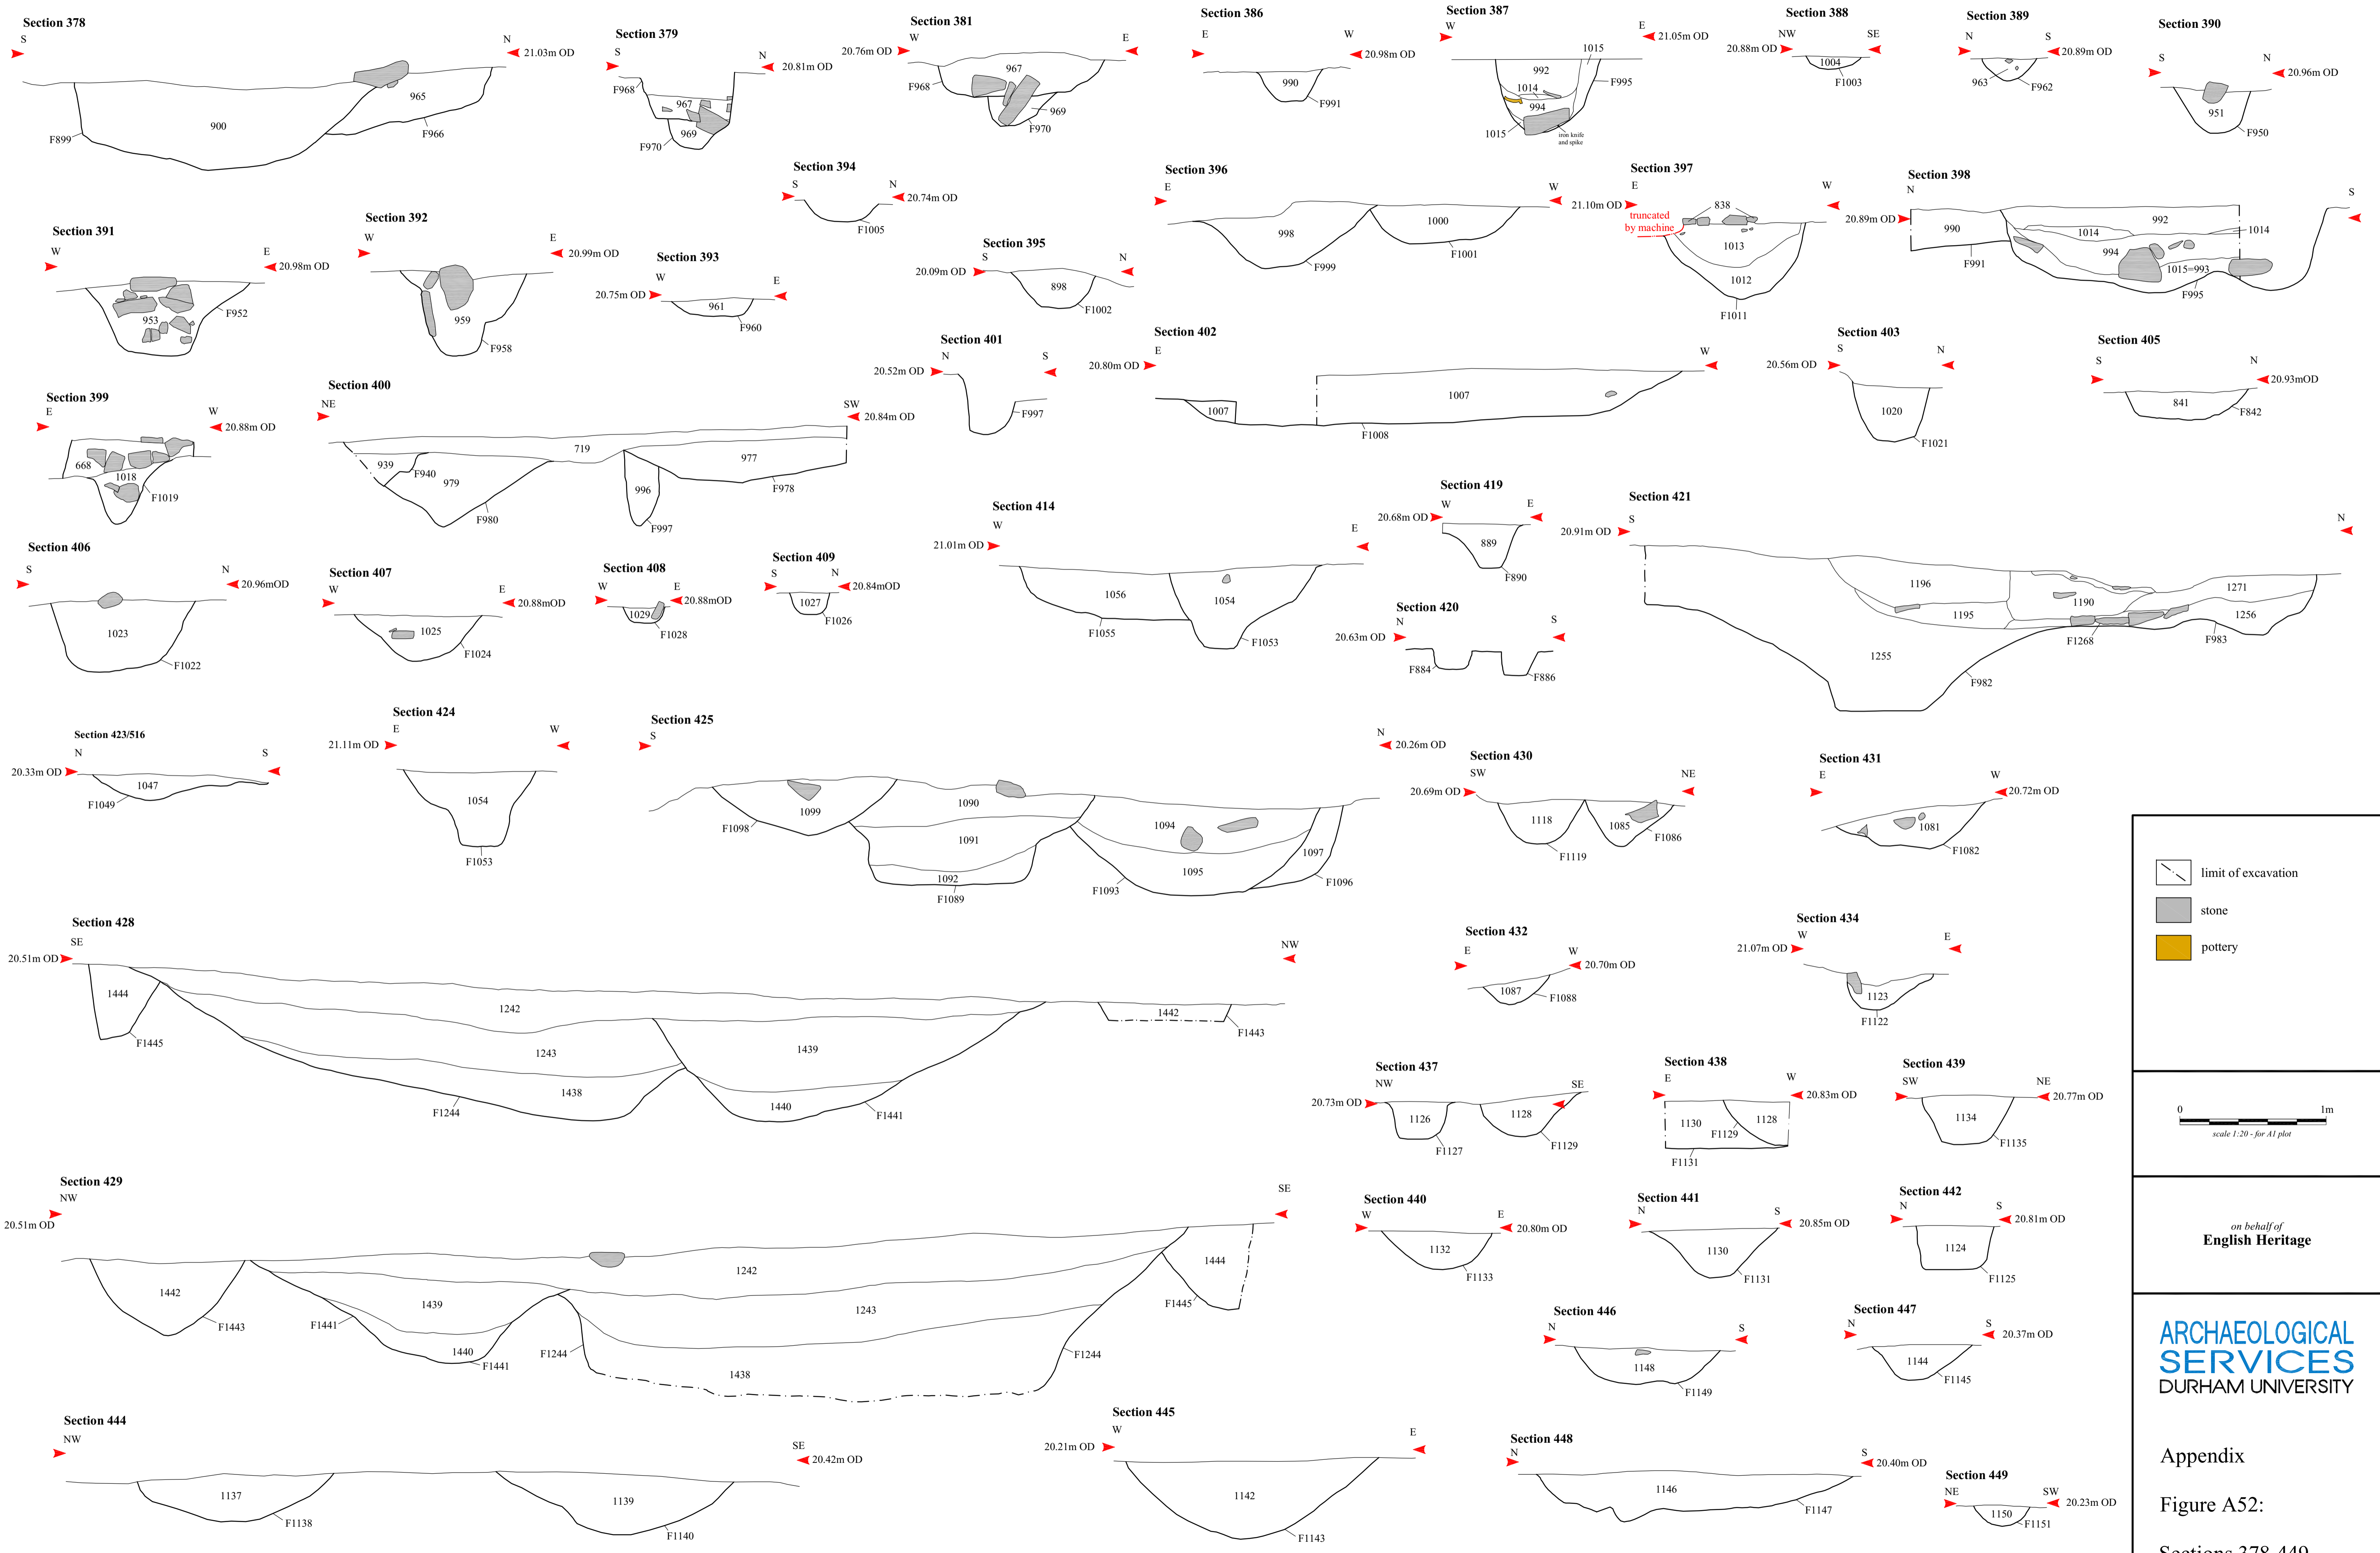 Section 378
S
N
21.03m OD
900
965
F899
F966
Section 379
S
N
20.81m OD
F968
967
969
F970
Section 381
W
E
20.76m OD
967
F968
969
F970
Section 386
E
W
20.98m OD
990
F991
Section 387
W
E
21.05m OD
1015
992
F995
1014
994
1015
iron knife
and spike
Section 388
NW
SE
20.88m OD
1004
F1003
Section 389
N
S
20.89m OD
963
F962
Section 390
S
N
20.96m OD
951
F950
Section 391
W
E
20.98m OD
953
F952
Section 392
W
E
20.99m OD
959
F958
Section 393
W
E
20.75m OD
961
F960
Section 394
S
N
20.74m OD
F1005
Section 395
S
N
20.09m OD
898
F1002
Section 396
E
W
998
1000
F999
F1001
Section 397
E
W
21.10m OD
truncated
by machine
838
1013
1012
F1011
Section 398
N
S
20.89m OD
990
992
1014
1014
994
F991
1015=993
F995
Section 399
E
W
20.88m OD
668
1018
F1019
Section 400
NE
SW
20.84m OD
719
939
F940
979
977
996
F978
F980
F997
Section 401
N
S
20.52m OD
F997
Section 402
E
W
20.80m OD
1007
1007
F1008
Section 403
S
N
20.56m OD
1020
F1021
Section 405
S
N
20.93mOD
841
F842
Section 406
S
N
20.96mOD
1023
F1022
Section 407
W
E
20.88mOD
1025
F1024
Section 408
W
E
20.88mOD
1029
F1028
Section 409
S
N
20.84mOD
1027
F1026
Section 414
W
E
21.01m OD
1056
1054
F1055
F1053
Section 419
W
E
20.68m OD
889
F890
Section 420
N
S
20.63m OD
F884
F886
Section 421
S
N
20.91m OD
1196
1271
1190
1195
1256
F1268
F983
1255
F982
Section 423/516
N
S
20.33m OD
1047
F1049
Section 424
E
W
21.11m OD
1054
F1053
Section 425
S
N
20.26m OD
1099
1090
F1098
1091
1094
1097
1092
1095
F1089
F1093
F1096
Section 430
SW
NE
20.69m OD
1118
1085
F1086
F1119
Section 431
E
W
20.72m OD
1081
F1082
Section 428
SE
NW
20.51m OD
1444
1242
1442
F1443
F1445
1243
1439
1438
1440
F1244
F1441
Section 432
E
W
20.70m OD
1087
F1088
Section 434
W
E
21.07m OD
1123
F1122
Section 437
NW
SE
20.73m OD
1126
1128
F1127
F1129
Section 438
E
W
20.83m OD
1130
F1129
1128
F1131
Section 439
SW
NE
20.77m OD
1134
F1135
Section 429
NW
SE
20.51m OD
1242
1444
1442
1439
1243
F1445
F1443
F1441
1440
F1441
F1244
F1244
1438
Section 440
W
E
20.80m OD
1132
F1133
Section 441
N
S
20.85m OD
1130
F1131
Section 442
N
S
20.81m OD
1124
F1125
Section 446
N
S
1148
F1149
Section 447
N
S
20.37m OD
1144
F1145
Section 444
NW
SE
20.42m OD
1137
1139
F1138
F1140
Section 445
W
E
20.21m OD
1142
F1143
Section 448
N
S
20.40m OD
1146
F1147
Section 449
NE
SW
20.23m OD
1150
F1151
limit of excavation
stone
pottery
0
1m
scale 1:20 - for A1 plot
on behalf of
English Heritage
ARCHAEOLOGICAL
SERVICES
DURHAM UNIVERSITY
Appendix
Figure A52:
Sections 378-449